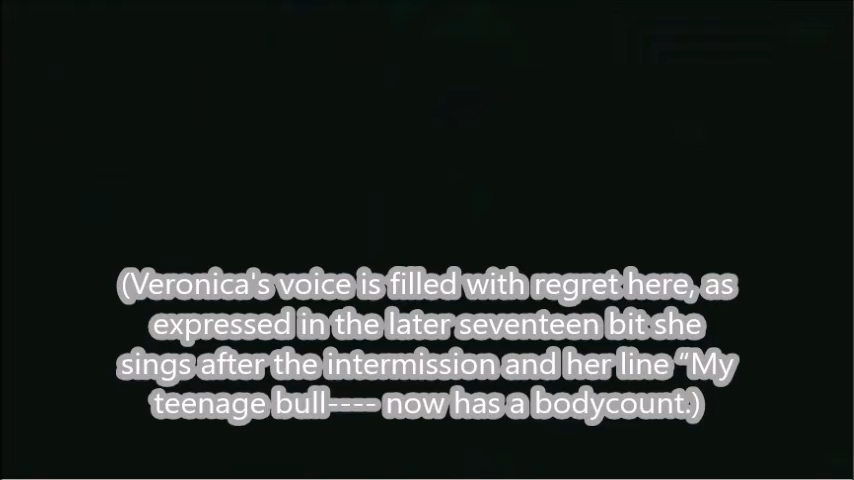 (Veronica's voice is filled with regret here, as
expressed in the later seventeen bit she
sings after the intermission and her line “My
teenage bull---- now has a bodycount.)